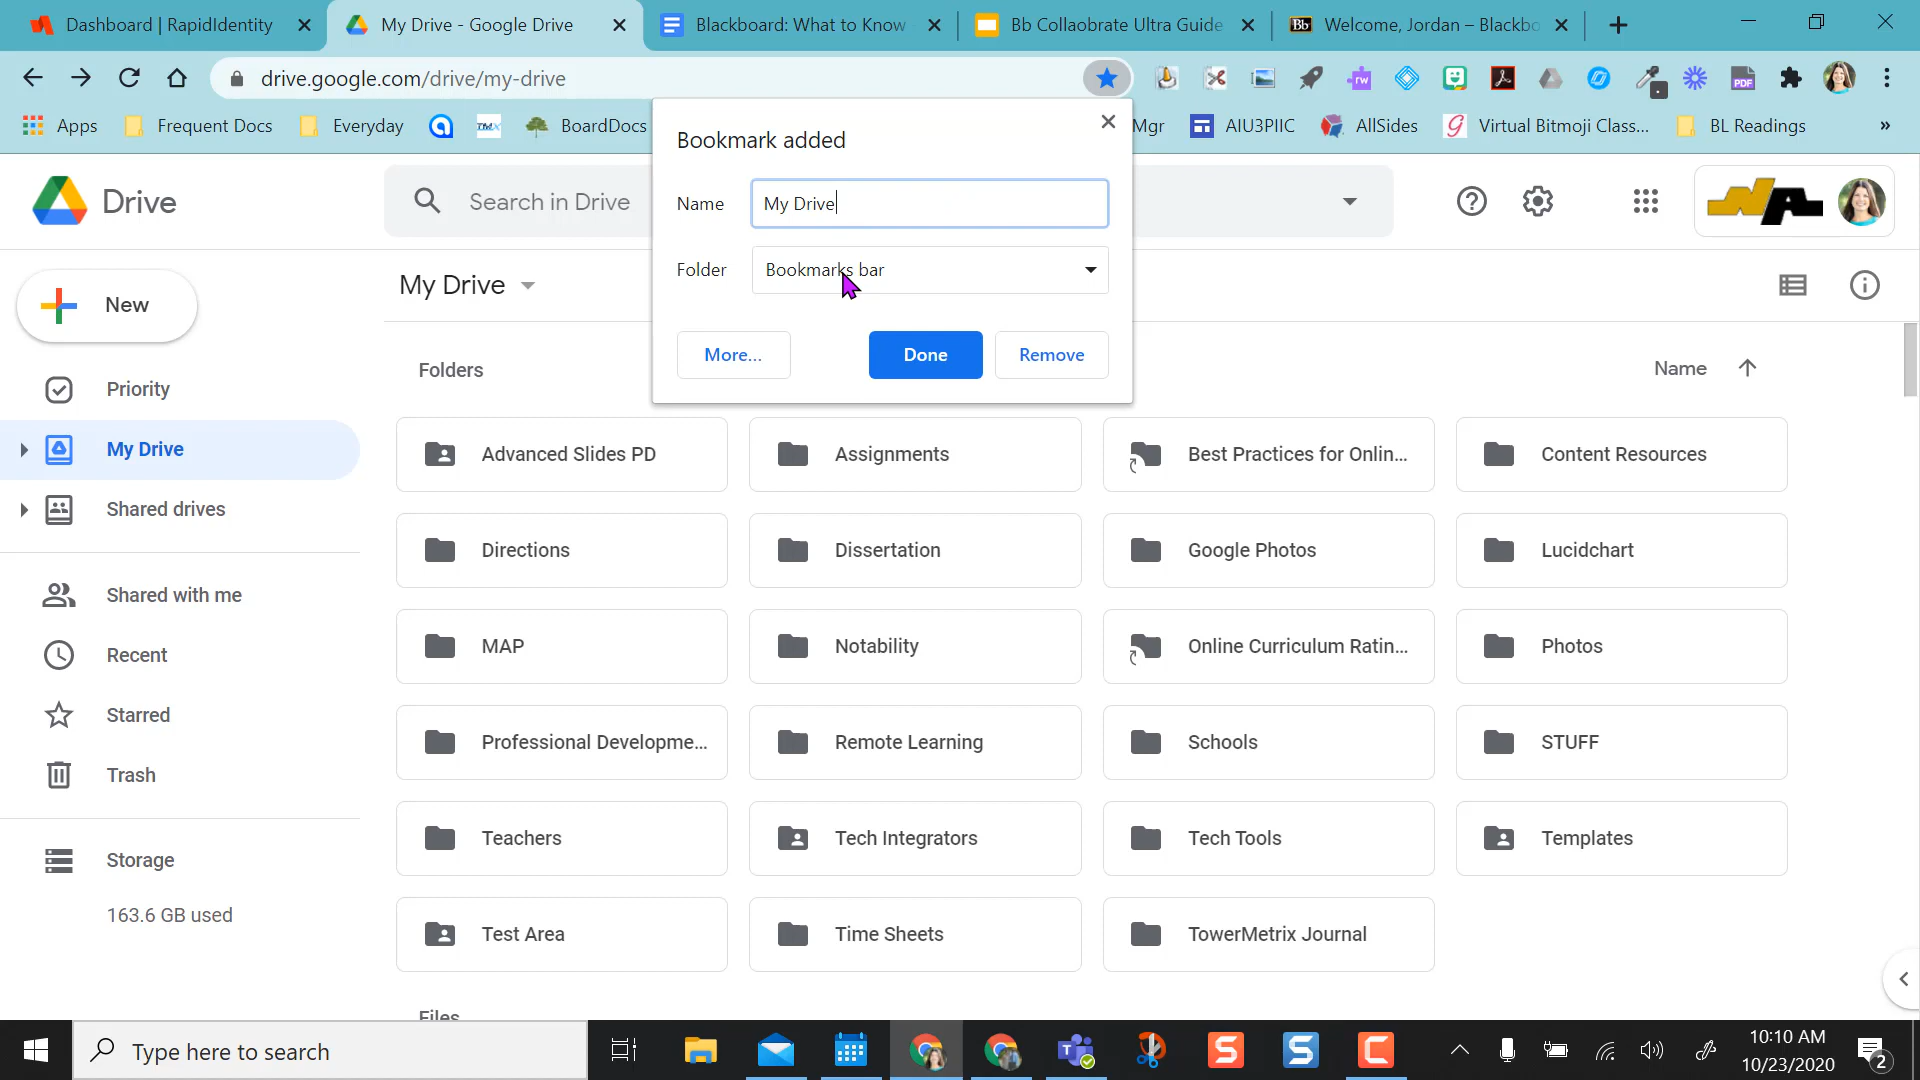 Dashboard | RapidIdentity
My Drive - Google Drive
Blackboard: What to Know
Bb Collaobrate Ultra Guide
Bb
Welcome, Jordan – Blackbo
drive.google.com/drive/my-drive
rw
PDF
Apps
Frequent Docs
Everyday
BoardDocs
Mgr
AIU3PIIC
AllSides
Virtual Bitmoji Class...
BL Readings
»
Bookmark added
Name
My Drive
Folder
Bookmarks bar
More...
Done
Remove
Drive
Search in Drive
NA
New
My Drive
Priority
My Drive
Shared drives
Shared with me
Recent
Starred
Trash
Storage
163.6 GB used
Folders
Name
Advanced Slides PD
Assignments
Best Practices for Onlin...
Content Resources
Directions
Dissertation
Google Photos
Lucidchart
MAP
Notability
Online Curriculum Ratin...
Photos
Professional Developme...
Remote Learning
Schools
STUFF
Teachers
Tech Integrators
Tech Tools
Templates
Test Area
Time Sheets
TowerMetrix Journal
Files
Type here to search
S
S
C
10:10 AM
10/23/2020
2